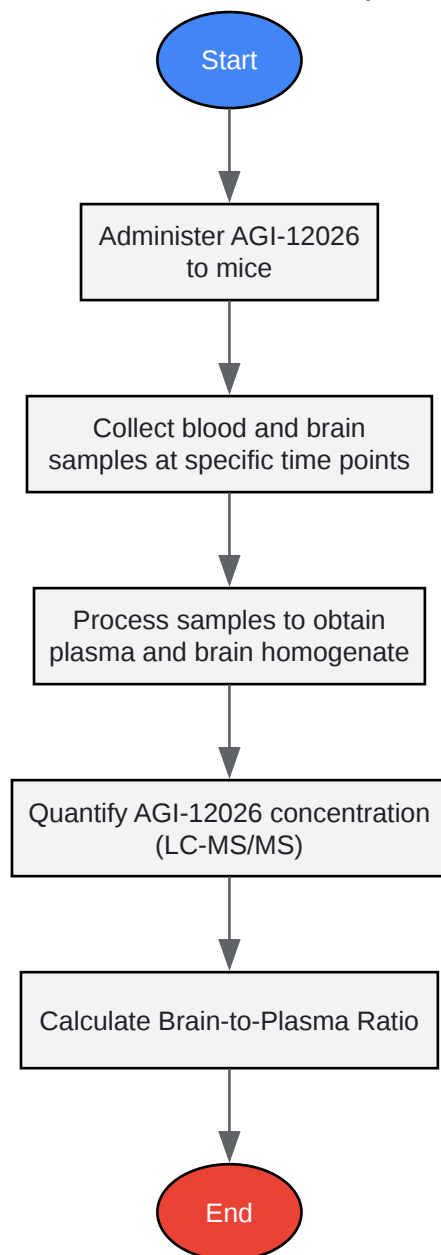 Start
Administer AGI-12026
to mice
Collect blood and brain
samples at specific time points
Process samples to obtain
plasma and brain homogenate
Quantify AGI-12026 concentration
(LC-MS/MS)
Calculate Brain-to-Plasma Ratio
End